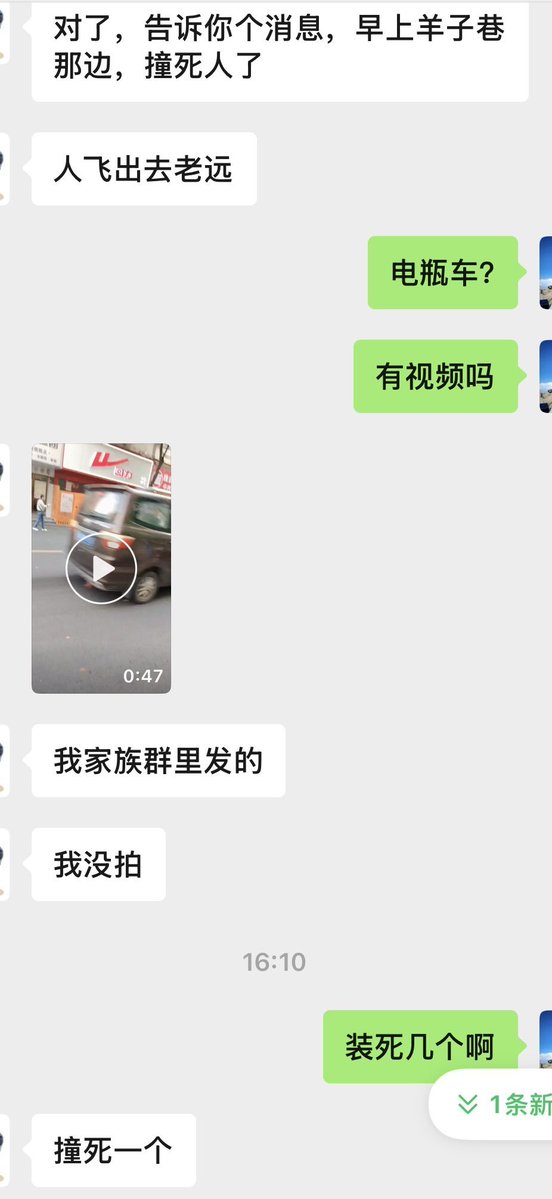 对了，告诉你个消息，早上羊子巷
那边，撞死人了
人飞出去老远
电瓶车？
有视频吗
回力
0:47
我家族群里发的
我没拍
16:10
装死几个啊
1条新
撞死一个